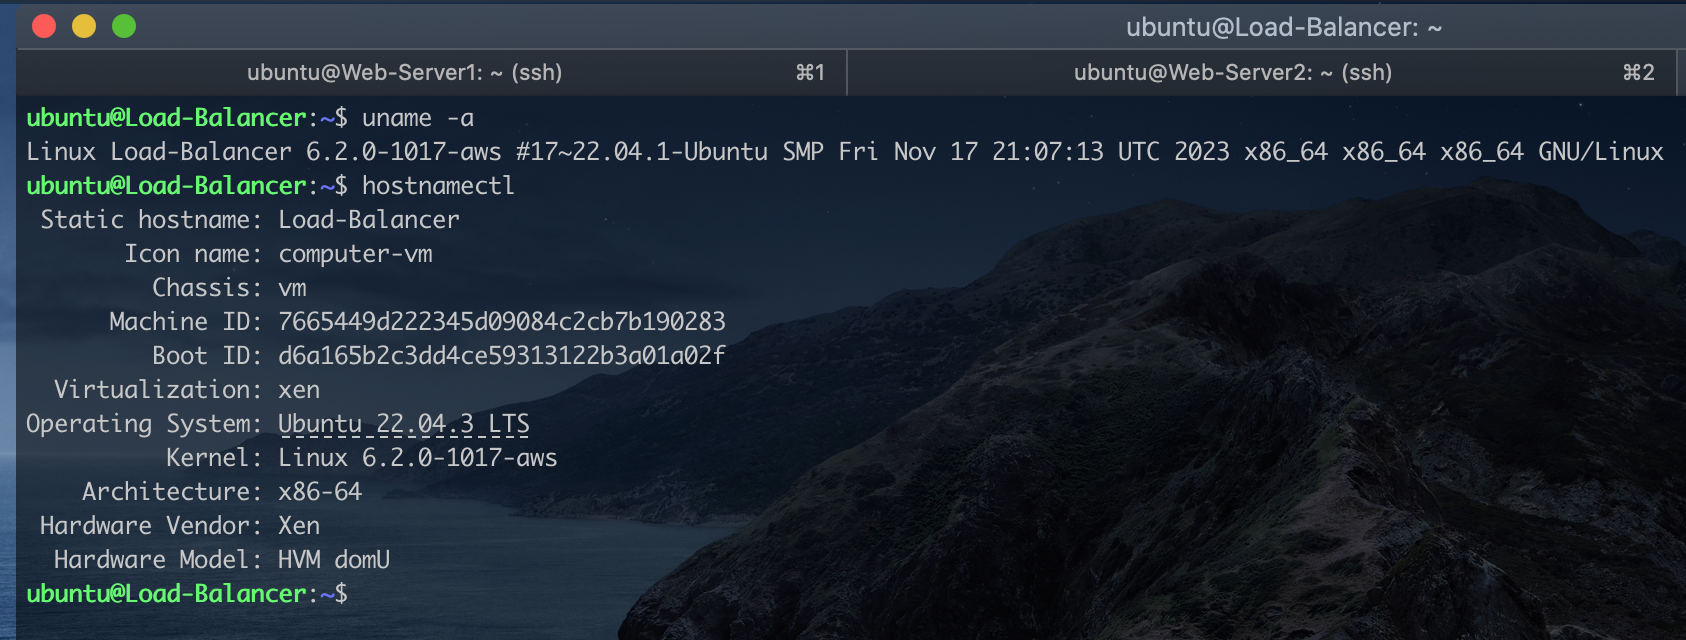 ubuntu@Load-Balancer: ~
ubuntu@Web-Server1: ~ (ssh) ⌘1 ubuntu@Web-Server2: ~ (ssh) ⌘2
ubuntu@Load-Balancer:~$ uname -a
Linux Load-Balancer 6.2.0-1017-aws #17~22.04.1-Ubuntu SMP Fri Nov 17 21:07:13 UTC 2023 x86_64 x86_64 x86_64 GNU/Linux
ubuntu@Load-Balancer:~$ hostnamectl
Static hostname: Load-Balancer
Icon name: computer-vm
Chassis: vm
Machine ID: 7665449d222345d09084c2cb7b190283
Boot ID: d6a165b2c3dd4ce59313122b3a01a02f
Virtualization: xen
Operating System: Ubuntu 22.04.3 LTS
Kernel: Linux 6.2.0-1017-aws
Architecture: x86-64
Hardware Vendor: Xen
Hardware Model: HVM domU
ubuntu@Load-Balancer:~$